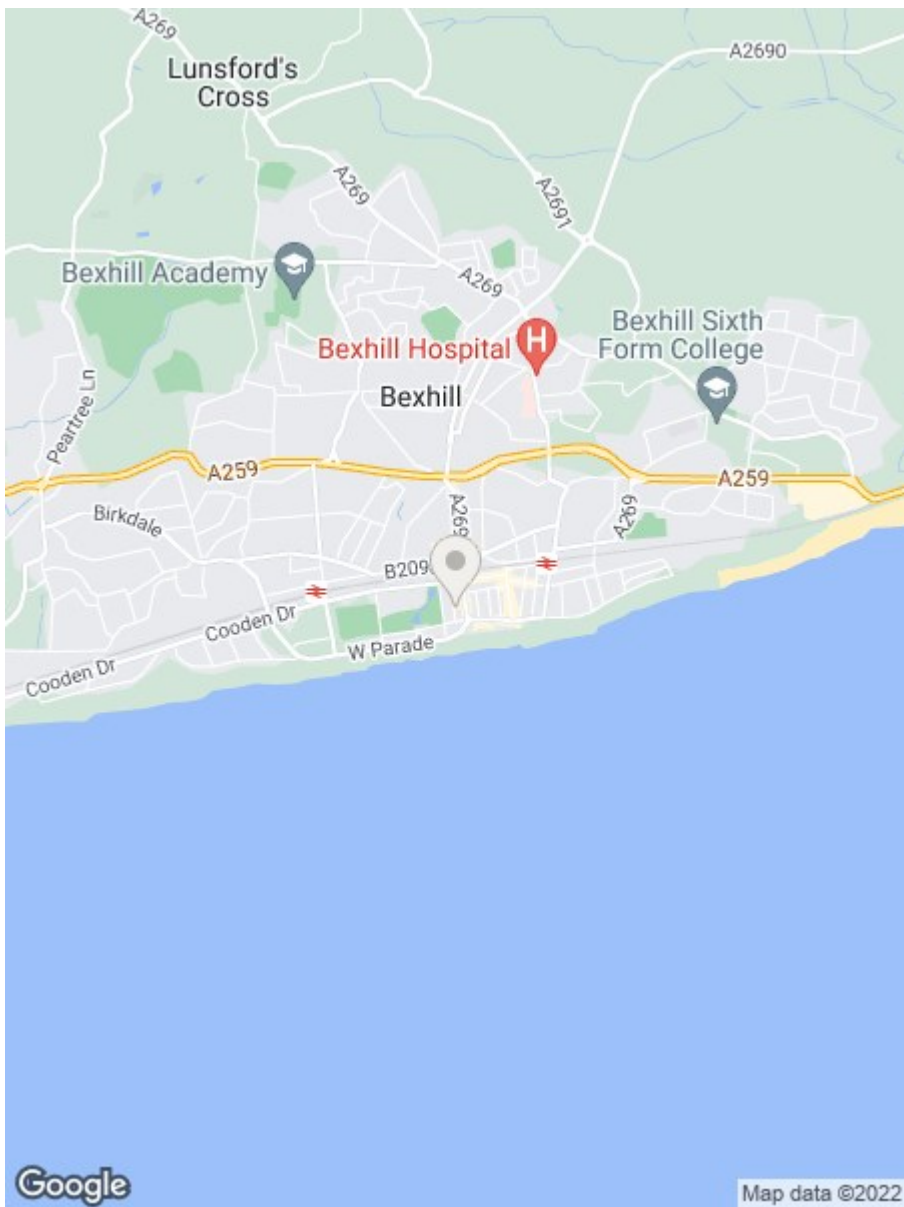 A269
A2690
Lunsford's
Cross
A269
A2691
Bexhill Academy
A269
Bexhill Sixth
Form College
H
Bexhill Hospital
Peartree Ln
Bexhill
A259
A259
Birkdale
A269
A269
B209
Cooden Dr
W Parade
Cooden Dr
Google
Map data ©2022